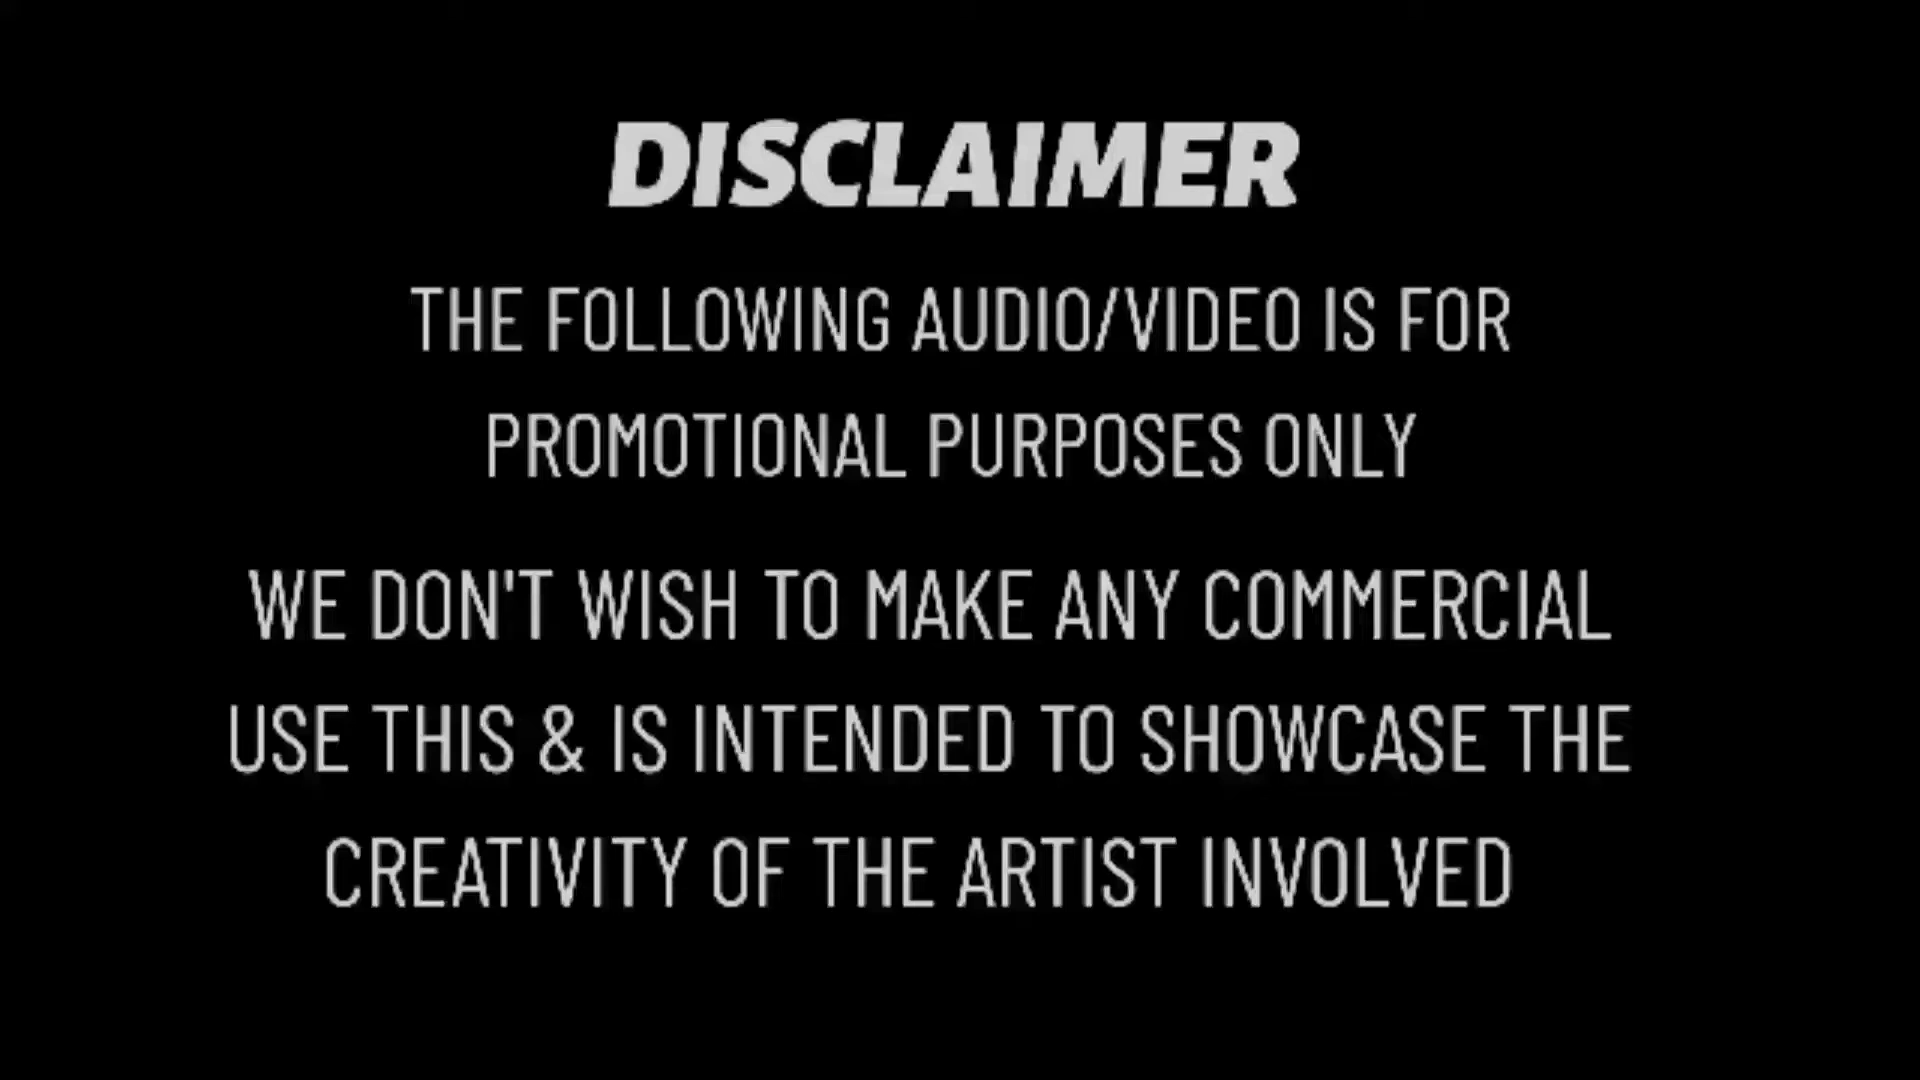 DISCLAIMER
THE FOLLOWING AUDIO/VIDEO IS FOR
PROMOTIONAL PURPOSES ONLY
WE DON'T WISH TO MAKE ANY COMMERCIAL
USE THIS & IS INTENDED TO SHOWCASE THE
CREATIVITY OF THE ARTIST INVOLVED